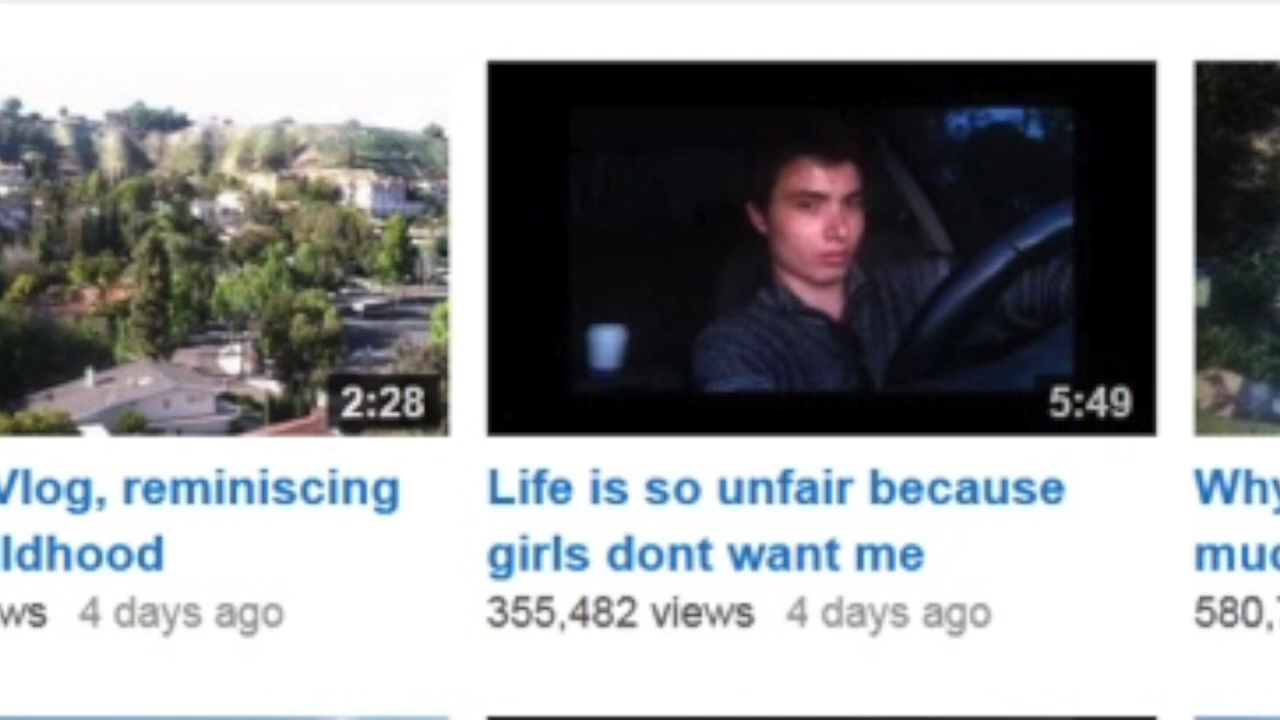 2:28
5:49
Vlog, reminiscing
ldhood
ws 4 days ago
Life is so unfair because
girls dont want me
355,482 views 4 days ago
Why
muc
580,